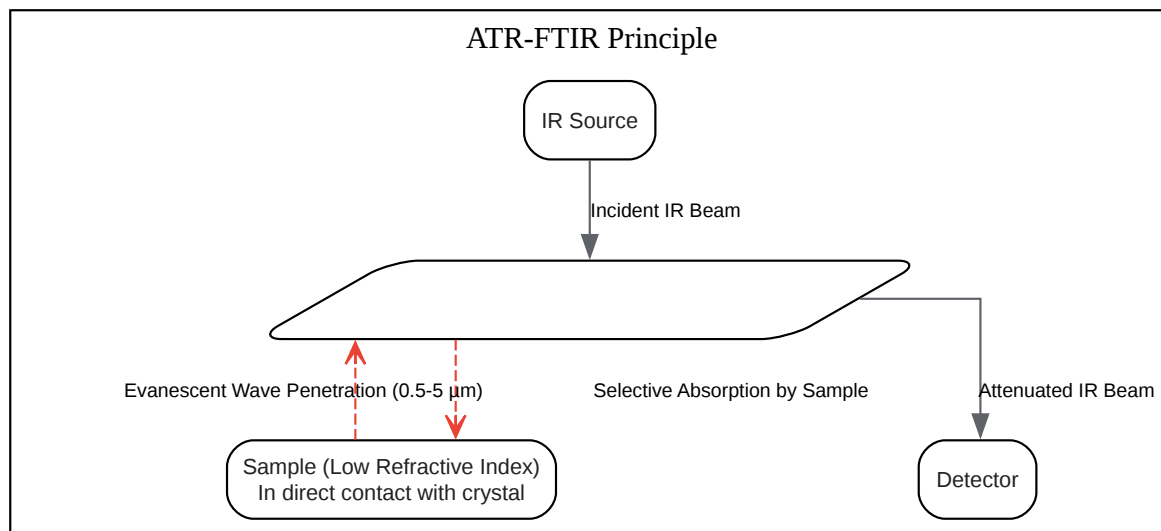 ATR-FTIR Principle
IR Source
Incident IR Beam
Evanescent Wave Penetration (0.5-5 µm)
Selective Absorption by Sample
Attenuated IR Beam
Sample (Low Refractive Index)
In direct contact with crystal
Detector